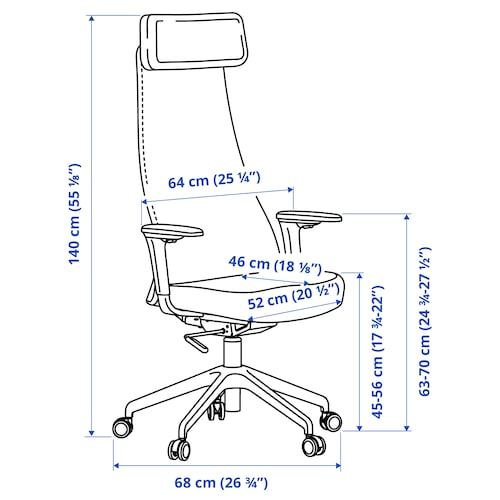 140 cm (55 ⅛")
64 cm (25 ¼")
46 cm (18 ⅛")
52 cm (20 ½")
45-56 cm (17 ¾-22")
63-70 cm (24 ¾-27 ½")
68 cm (26 ¾")